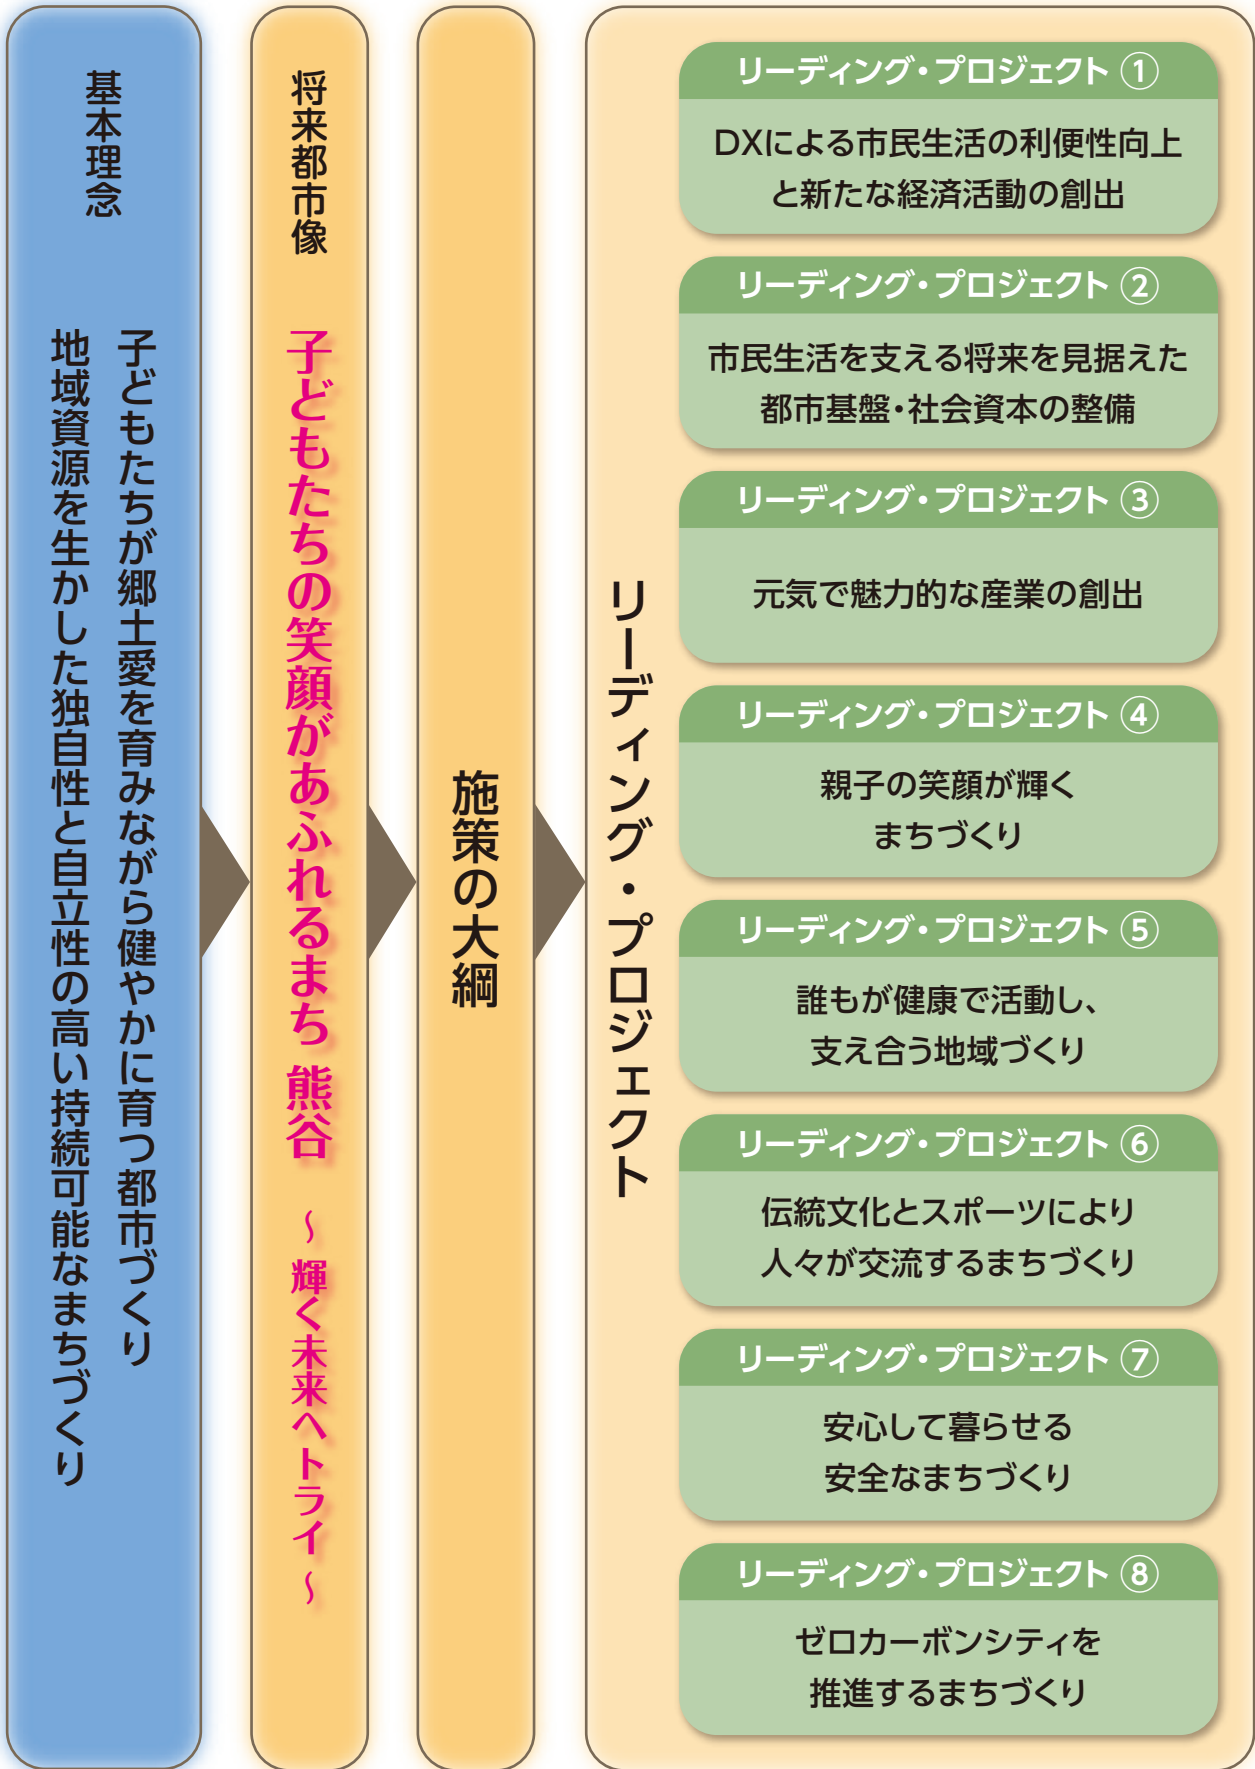 基本理念
子どもたちが郷土愛を育みながら健やかに育つ都市づくり
地域資源を生かした独自性と自立性の高い持続可能なまちづくり
将来都市像
子どもたちの笑顔があふれるまち 熊谷
～輝く未来へトライ～
施策の大綱
リーディング・プロジェクト
リーディング・プロジェクト ①
DXによる市民生活の利便性向上
と新たな経済活動の創出
リーディング・プロジェクト ②
市民生活を支える将来を見据えた
都市基盤・社会資本の整備
リーディング・プロジェクト ③
元気で魅力的な産業の創出
リーディング・プロジェクト ④
親子の笑顔が輝く
まちづくり
リーディング・プロジェクト ⑤
誰もが健康で活動し、
支え合う地域づくり
リーディング・プロジェクト ⑥
伝統文化とスポーツにより
人々が交流するまちづくり
リーディング・プロジェクト ⑦
安心して暮らせる
安全なまちづくり
リーディング・プロジェクト ⑧
ゼロカーボンシティを
推進するまちづくり